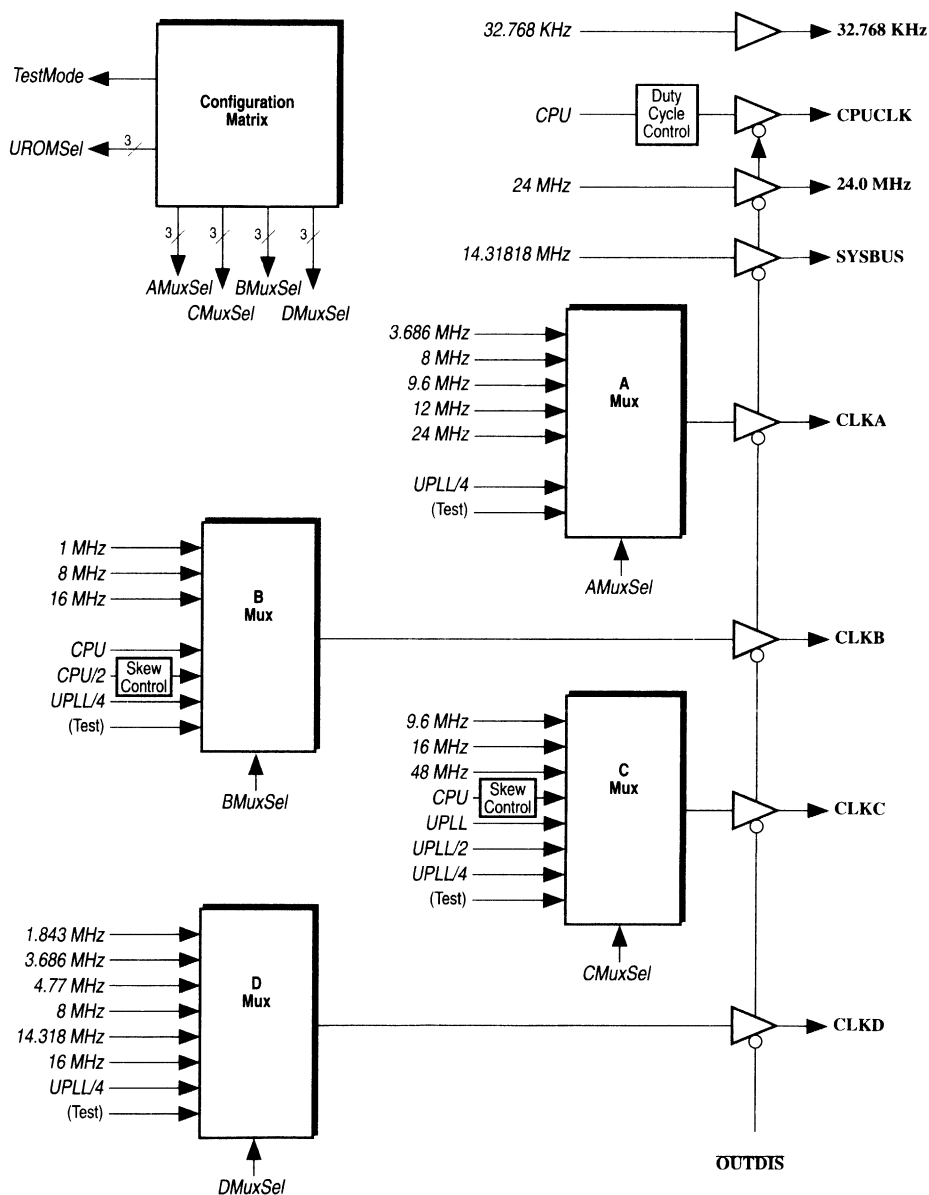 Configuration
Matrix
TestMode
UROMSel
3
3
3
3
3
AMuxSel
BMuxSel
CMuxSel
DMuxSel
32.768 KHz
32.768 KHz
CPU
Duty
Cycle
Control
CPUCLK
24 MHz
24.0 MHz
14.31818 MHz
SYSBUS
3.686 MHz
8 MHz
9.6 MHz
12 MHz
24 MHz
UPLL/4
(Test)
A
Mux
AMuxSel
CLKA
1 MHz
8 MHz
16 MHz
CPU
CPU/2
Skew
Control
UPLL/4
(Test)
B
Mux
BMuxSel
CLKB
9.6 MHz
16 MHz
48 MHz
CPU
Skew
Control
UPLL
UPLL/2
UPLL/4
(Test)
C
Mux
CMuxSel
CLKC
1.843 MHz
3.686 MHz
4.77 MHz
8 MHz
14.318 MHz
16 MHz
UPLL/4
(Test)
D
Mux
DMuxSel
CLKD
OUTDIS